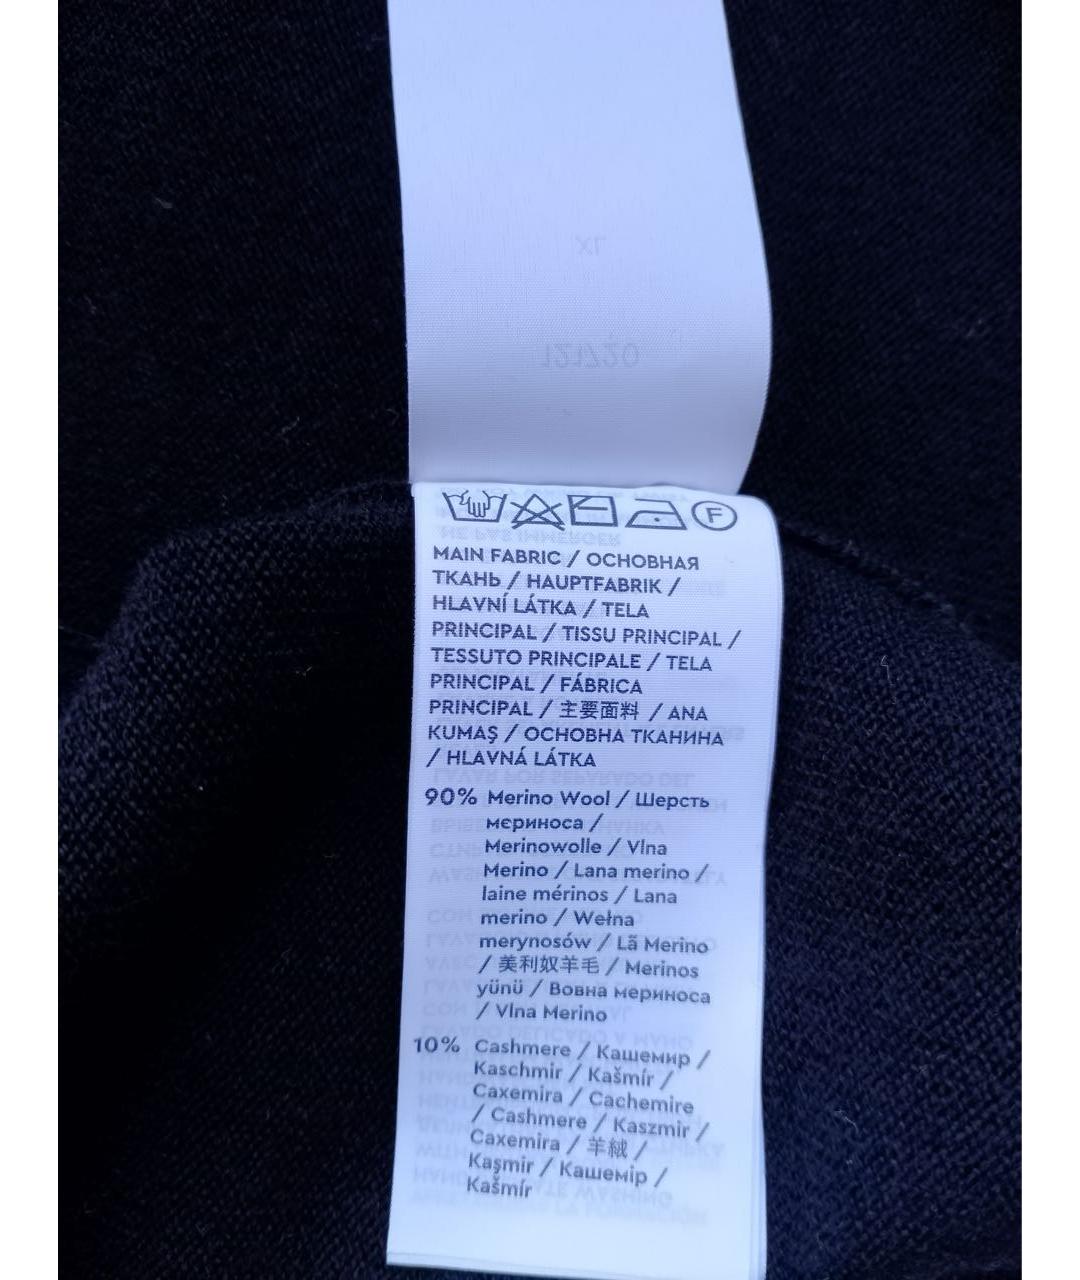 XL
121720
F
MAIN FABRIC / ОСНОВНАЯ
ТКАНЬ / HAUPTFABRIK /
HLAVNÍ LÁTKA / TELA
PRINCIPAL / TISSU PRINCIPAL /
TESSUTO PRINCIPALE / TELA
PRINCIPAL / FÁBRICA
PRINCIPAL / 主要面料 / ANA
KUMAŞ / ОСНОВНА ТКАНИНА
/ HLAVNÁ LÁTKA
90% Merino Wool / Шерсть
мериноса /
Merinowolle / Vlna
Merino / Lana merino /
laine mérinos / Lana
merino / Wełna
merynosów / Lã Merino
/ 美利奴羊毛 / Merinos
yünü / Вовна мериноса
/ Vlna Merino
10% Cashmere / Кашемир /
Kaschmir / Kašmír /
Caxemira / Cachemire
/ Cashmere / Kaszmir /
Caxemira / 羊絨 /
Kaşmir / Кашемір /
Kašmír